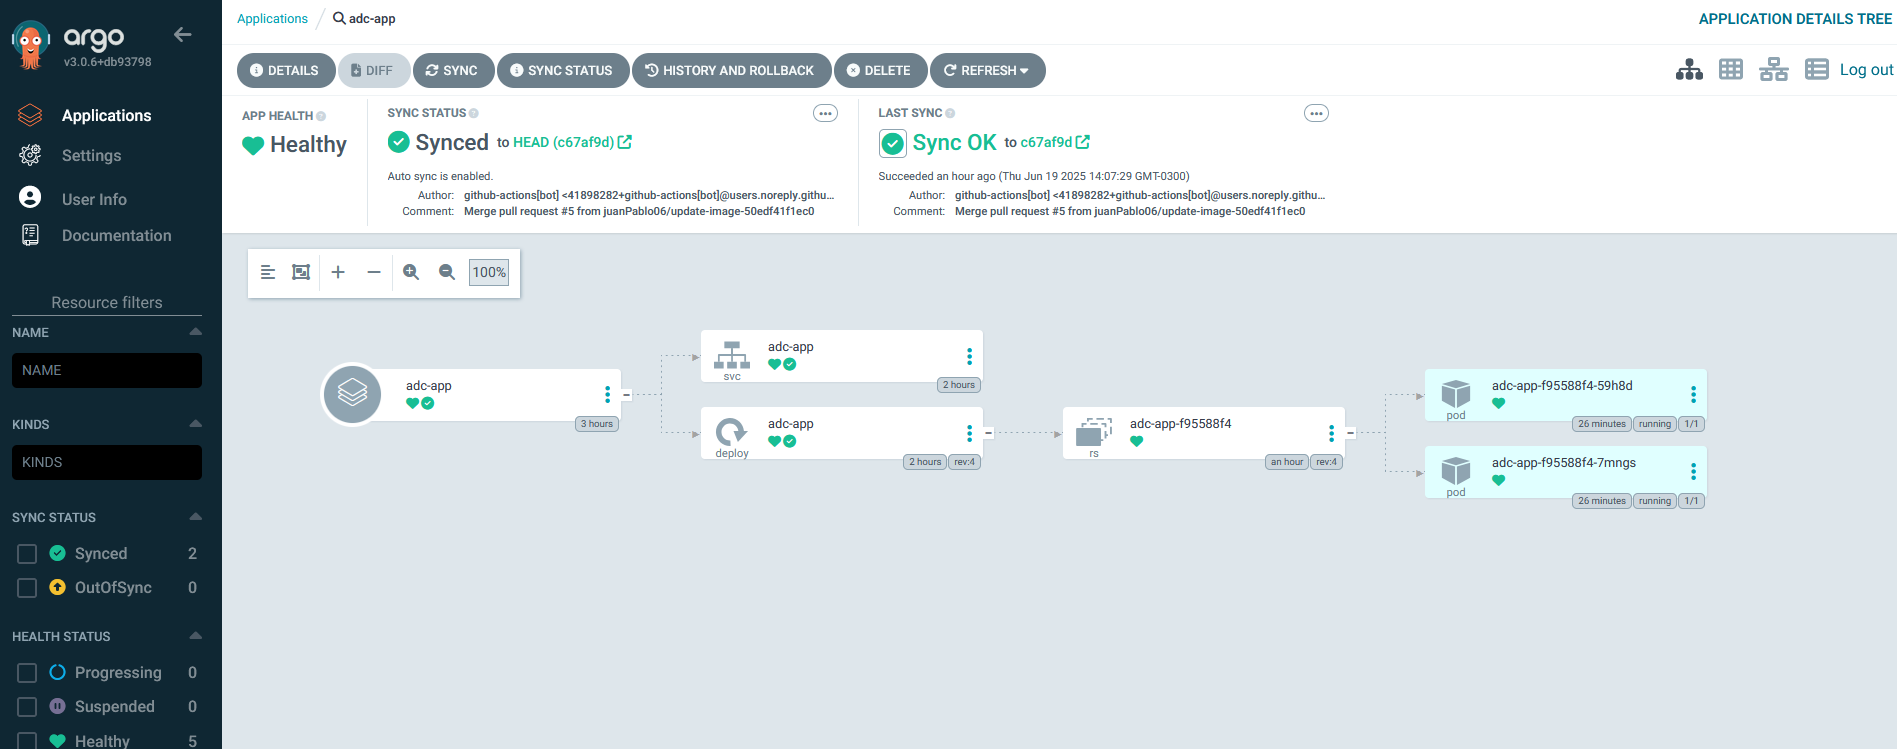 argo
v3.0.6+db93798
Applications
Settings
User Info
Documentation
Resource filters
NAME
NAME
KINDS
KINDS
SYNC STATUS
Synced 2
OutOfSync 0
HEALTH STATUS
Progressing 0
Suspended 0
Healthy 5
Applications / adc-app
APPLICATION DETAILS TREE
DETAILS DIFF SYNC SYNC STATUS HISTORY AND ROLLBACK DELETE REFRESH
Log out
APP HEALTH
Healthy
SYNC STATUS
Synced to HEAD (c67af9d)
Auto sync is enabled.
Author: github-actions[bot] <41898282+github-actions[bot]@users.noreply.githu...
Comment: Merge pull request #5 from juanPablo06/update-image-50edf41f1ec0
LAST SYNC
Sync OK to c67af9d
Succeeded an hour ago (Thu Jun 19 2025 14:07:29 GMT-0300)
Author: github-actions[bot] <41898282+github-actions[bot]@users.noreply.githu...
Comment: Merge pull request #5 from juanPablo06/update-image-50edf41f1ec0
100%
adc-app
3 hours
adc-app
svc
2 hours
adc-app
deploy
2 hours rev:4
adc-app-f95588f4
rs
an hour rev:4
adc-app-f95588f4-59h8d
pod
26 minutes running 1/1
adc-app-f95588f4-7mngs
pod
26 minutes running 1/1